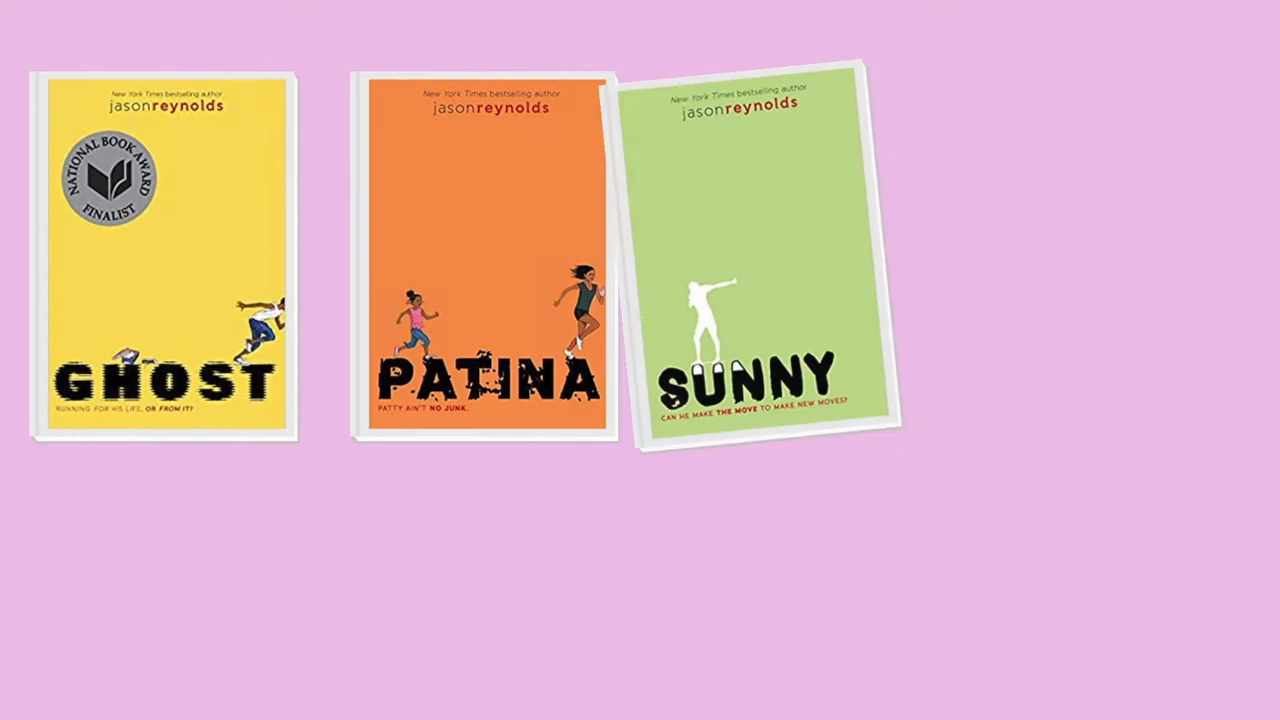 New York Times bestselling author
jasonreynolds
NATIONAL BOOK AWARD
FINALIST
GHOST
RUNNING FOR HIS LIFE, OR FROM IT?
New York Times bestselling author
jasonreynolds
PATINA
PATTY AIN'T NO JUNK.
New York Times bestselling author
jasonreynolds
SUNNY
CAN HE MAKE THE MOVE TO MAKE NEW MOVES?